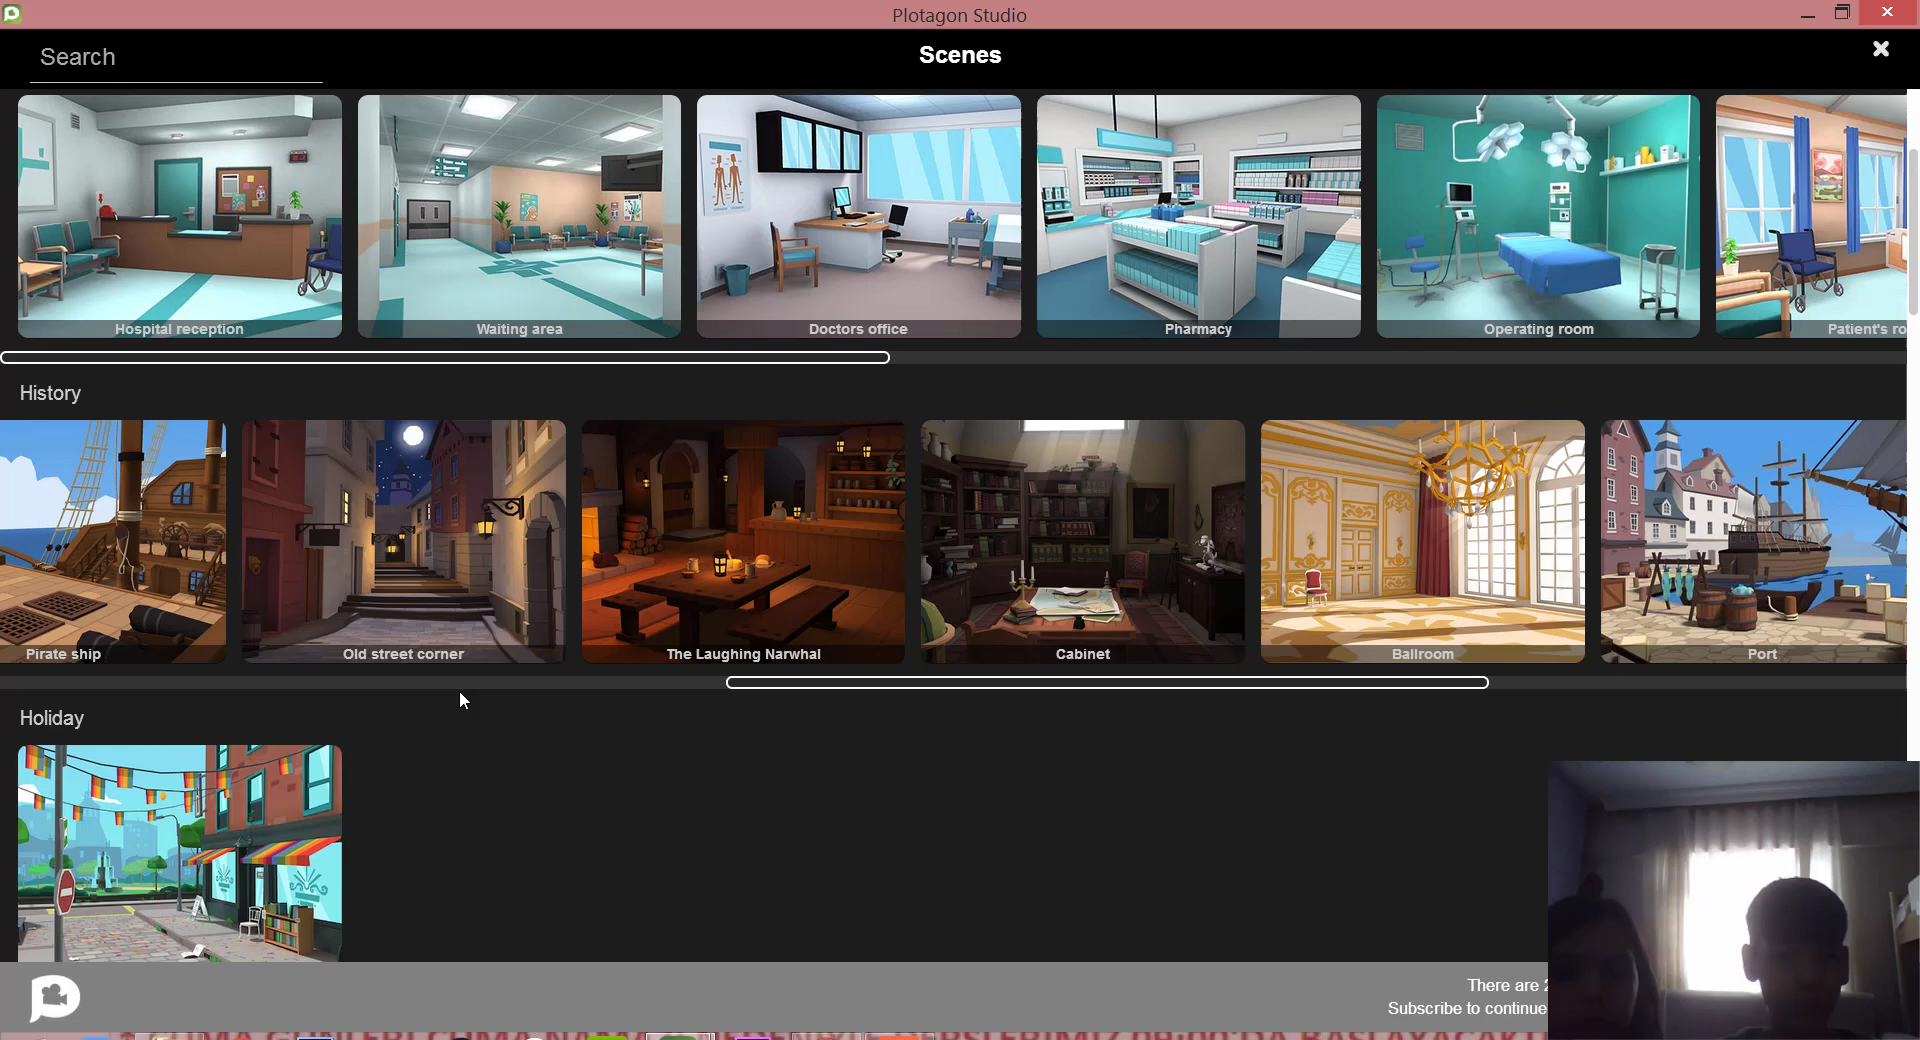 Plotagon Studio
Search
Scenes
Hospital reception
Waiting area
Doctors office
Pharmacy
Operating room
Patient's ro
History
Pirate ship
Old street corner
The Laughing Narwhal
Cabinet
Ballroom
Port
Holiday
There are 2
Subscribe to continue